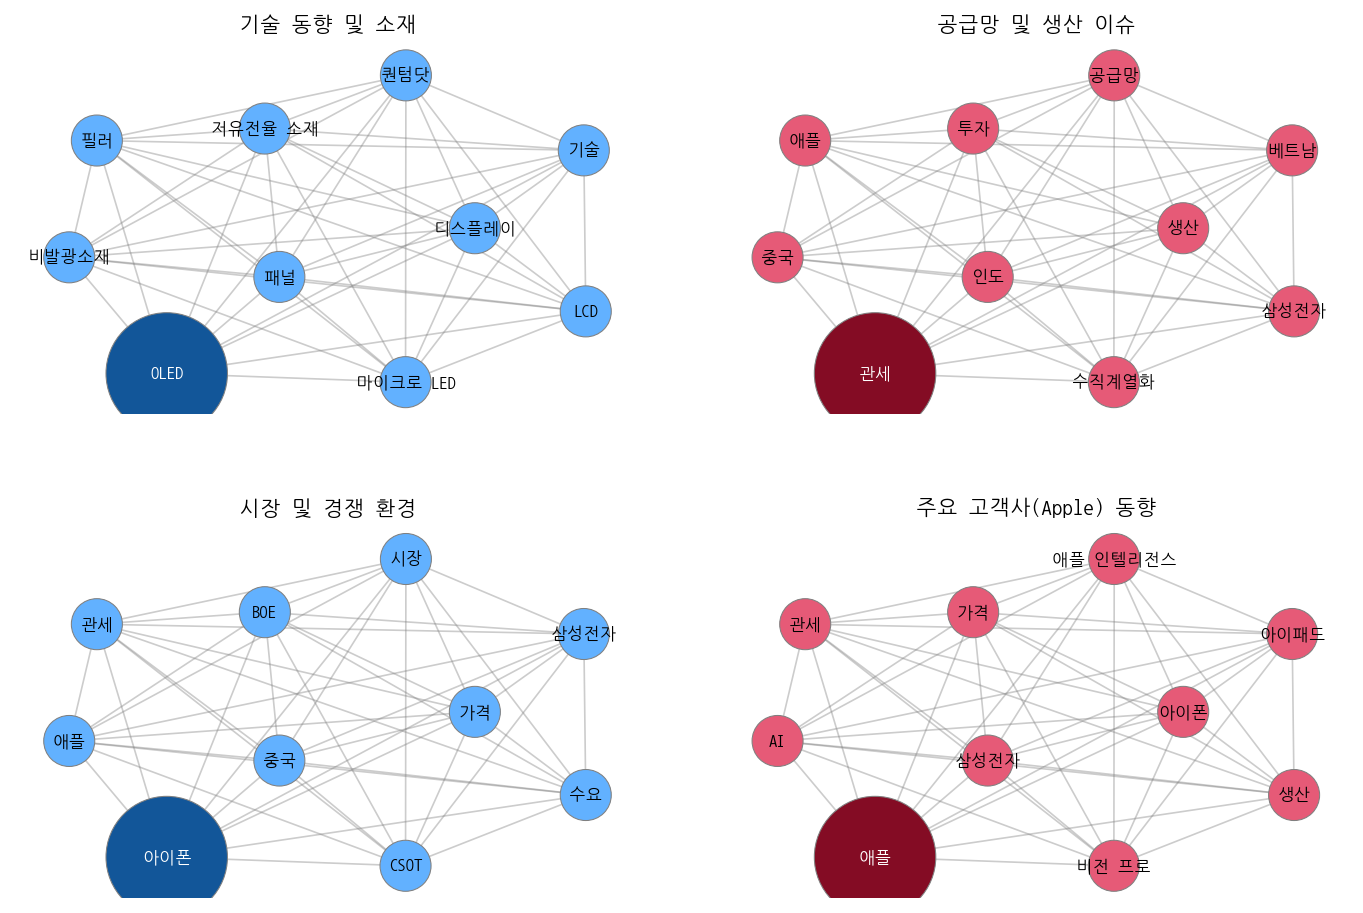 기술 동향 및 소재
퀀텀닷
저유전율 소재
필러
기술
디스플레이
비발광소재
패널
LCD
OLED
마이크로 LED
공급망 및 생산 이슈
공급망
투자
애플
베트남
생산
중국
인도
삼성전자
관세
수직계열화
시장 및 경쟁 환경
시장
BOE
관세
삼성전자
가격
애플
중국
수요
아이폰
CSOT
주요 고객사(Apple) 동향
애플 인텔리전스
가격
관세
아이패드
아이폰
AI
삼성전자
생산
애플
비전 프로